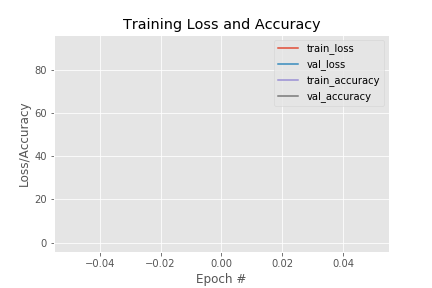 Training Loss and Accuracy
train_loss
val_loss
train_accuracy
val_accuracy
Loss/Accuracy
80
60
40
20
0
−0.04
−0.02
0.00
0.02
0.04
Epoch #